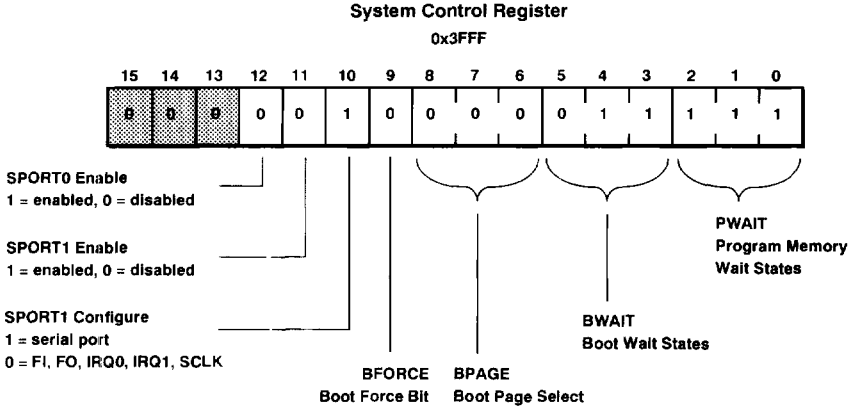 System Control Register
0x3FFF
15 14 13 12 11 10 9 8 7 6 5 4 3 2 1 0
0 0 0 0 0 1 0 0 0 0 0 1 1 1 1 1
SPORT0 Enable
1 = enabled, 0 = disabled
SPORT1 Enable
1 = enabled, 0 = disabled
SPORT1 Configure
1 = serial port
0 = FI, FO, IRQ0, IRQ1, SCLK
BFORCE
Boot Force Bit
BPAGE
Boot Page Select
BWAIT
Boot Wait States
PWAIT
Program Memory
Wait States